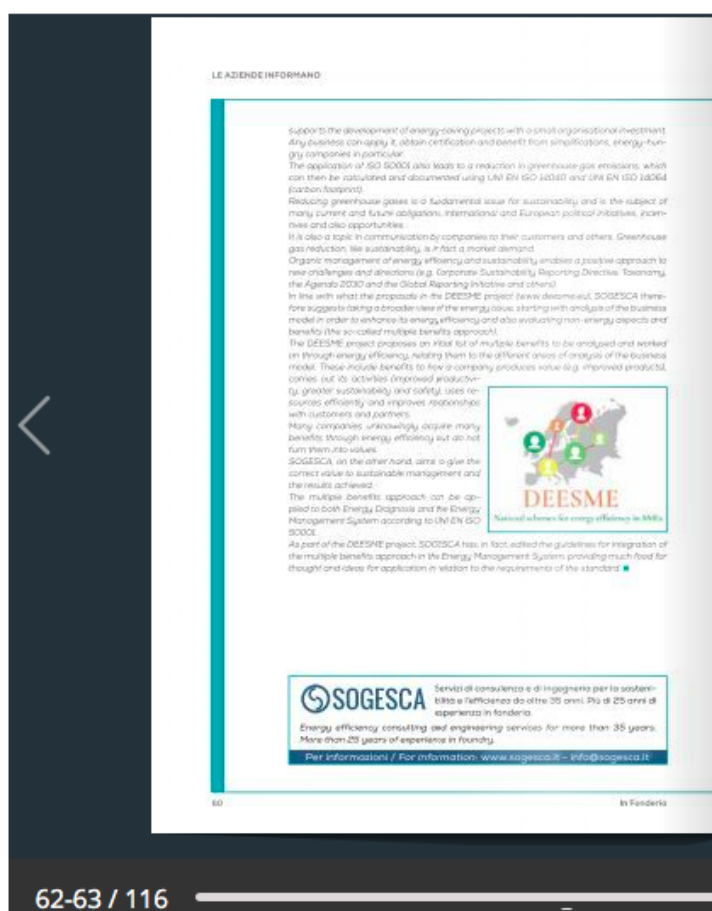 LE AZIENDE INFORMANO
supports the development of energy-saving projects with a small organisational investment.
Any business can apply it, obtain certification and benefit from simplifications, energy-hun-
gry companies in particular.
The application of ISO 50001 also leads to a reduction in greenhouse gas emissions, which
can then be calculated and documented using UNI EN ISO 14040 and UNI EN ISO 14064
(carbon footprint).
Reducing greenhouse gases is a fundamental issue for sustainability and is the subject of
many current and future obligations, international and European political initiatives, incen-
tives and also opportunities.
It is also a topic in communication by companies to their customers and others. Greenhouse
gas reduction, like sustainability, is in fact a market demand.
Organic management of energy efficiency and sustainability enables a positive approach to
new challenges and directions (e.g. Corporate Sustainability Reporting Directive, Taxonomy,
the Agenda 2030 and the Global Reporting Initiative and others).
In line with what the proposals in the DEESME project (www.deesme.eu), SOGESCA there-
fore suggests taking a broader view of the energy issue, starting with analysis of the business
model in order to enhance its energy efficiency and also evaluating non-energy aspects and
benefits (the so-called multiple benefits approach).
The DEESME project proposes an initial list of multiple benefits to be analysed and worked
on through energy efficiency, relating them to the different areas of analysis of the business
model. These include benefits to how a company produces value (e.g. improved products),
carries out its activities (improved productivi-
ty, greater sustainability and safety), uses re-
sources efficiently and improves relationships
with customers and partners.
Many companies unknowingly acquire many
benefits through energy efficiency but do not
turn them into values.
SOGESCA, on the other hand, aims to give the
correct value to sustainable management and
the results achieved.
The multiple benefits approach can be ap-
plied to both Energy Diagnosis and the Energy
Management System according to UNI EN ISO
50001.
DEESME
National schemes for energy efficiency in SMEs
As part of the DEESME project, SOGESCA has, in fact, edited the guidelines for integration of
the multiple benefits approach in the Energy Management System, providing much food for
thought and ideas for application in relation to the requirements of the standard.
SOGESCA
Servizi di consulenza e di ingegneria per la sosteni-
bilità e l'efficienza da oltre 35 anni. Più di 25 anni di
esperienza in fonderia.
Energy efficiency consulting and engineering services for more than 35 years.
More than 25 years of experience in foundry.
Per informazioni / For information: www.sogesca.it - info@sogesca.it
60
In Fonderia
62-63 / 116